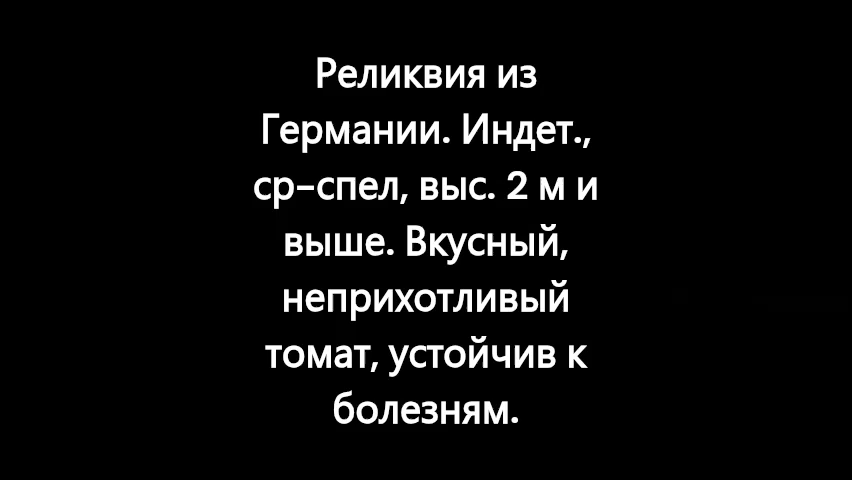 Реликвия из
Германии. Индет.,
ср-спел, выс. 2 м и
выше. Вкусный,
неприхотливый
томат, устойчив к
болезням.